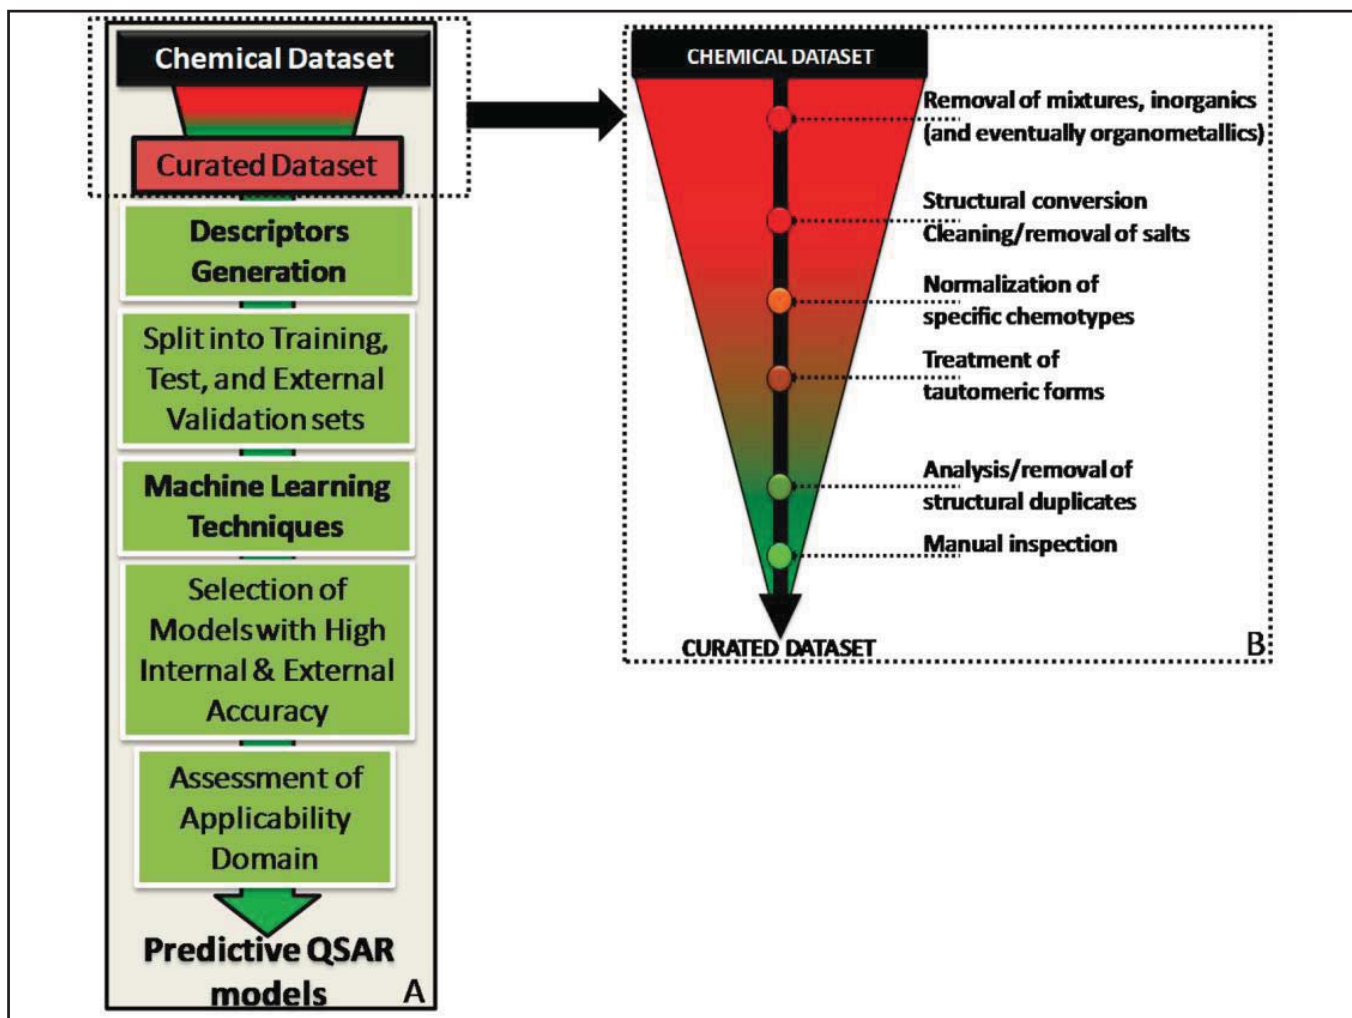 Chemical Dataset
Curated Dataset
Descriptors
Generation
Split into Training,
Test, and External
Validation sets
Machine Learning
Techniques
Selection of
Models with High
Internal & External
Accuracy
Assessment of
Applicability
Domain
Predictive QSAR
models
A
CHEMICAL DATASET
Removal of mixtures, inorganics
(and eventually organometallics)
Structural conversion
Cleaning/removal of salts
Normalization of
specific chemotypes
Treatment of
tautomeric forms
Analysis/removal of
structural duplicates
Manual inspection
CURATED DATASET
B